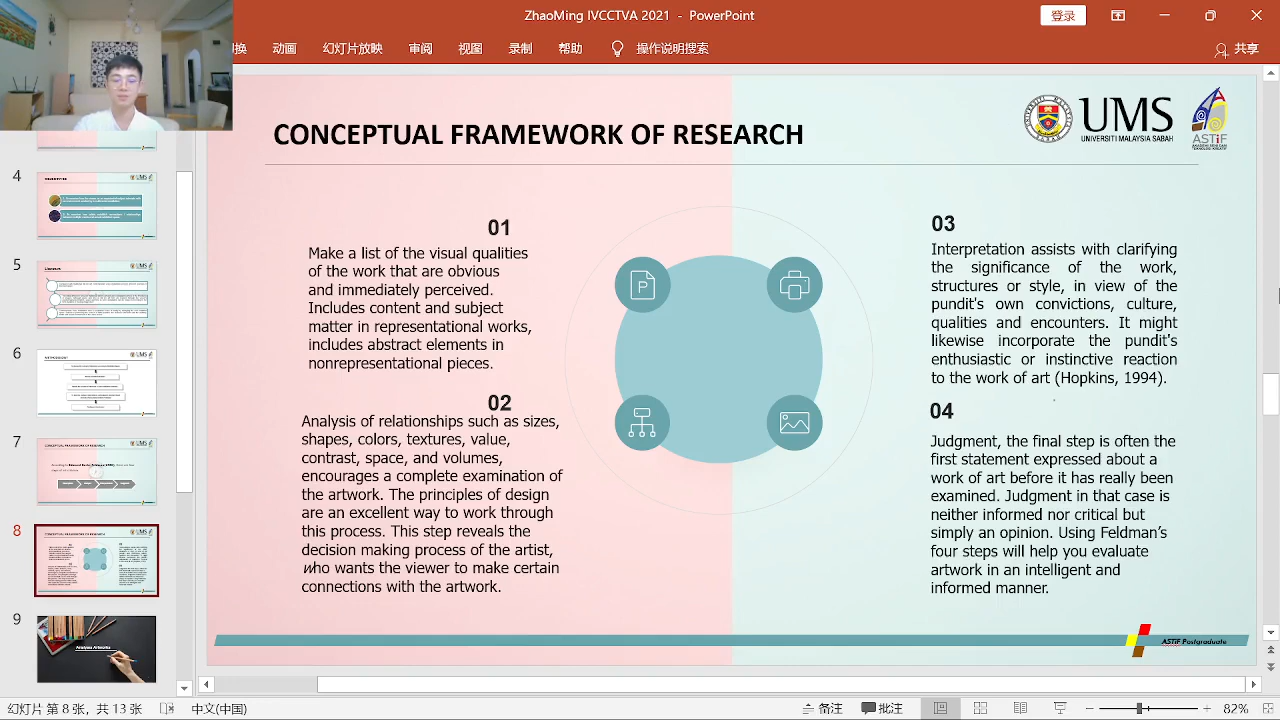 ZhaoMing IVCCTVA 2021 - PowerPoint
登录
换 动画 幻灯片放映 审阅 视图 录制 帮助 操作说明搜索 共享
4
5
6
7
8
9
CONCEPTUAL FRAMEWORK OF RESEARCH
UMS
UNIVERSITI MALAYSIA SABAH
ASTiF
01
Make a list of the visual qualities
of the work that are obvious
and immediately perceived.
Includes content and subject
matter in representational works,
includes abstract elements in
nonrepresentational pieces.
02
Analysis of relationships such as sizes,
shapes, colors, textures, value,
contrast, space, and volumes,
encourages a complete examination of
the artwork. The principles of design
are an excellent way to work through
this process. This step reveals the
decision making process of the artist,
who wants the viewer to make certain
connections with the artwork.
P
03
Interpretation assists with clarifying
the significance of the work,
structures or style, in view of the
pundit's own convictions, culture,
qualities and encounters. It might
likewise incorporate the pundit's
enthusiastic or instinctive reaction
to the work of art (Hopkins, 1994).
04
Judgment, the final step is often the
first statement expressed about a
work of art before it has really been
examined. Judgment in that case is
neither informed nor critical but
simply an opinion. Using Feldman's
four steps will help you evaluate
artwork in an intelligent and
informed manner.
ASTiF Postgraduate
Analysis Artworks
幻灯片 第 8 张，共 13 张 中文(中国) 备注 批注 82%